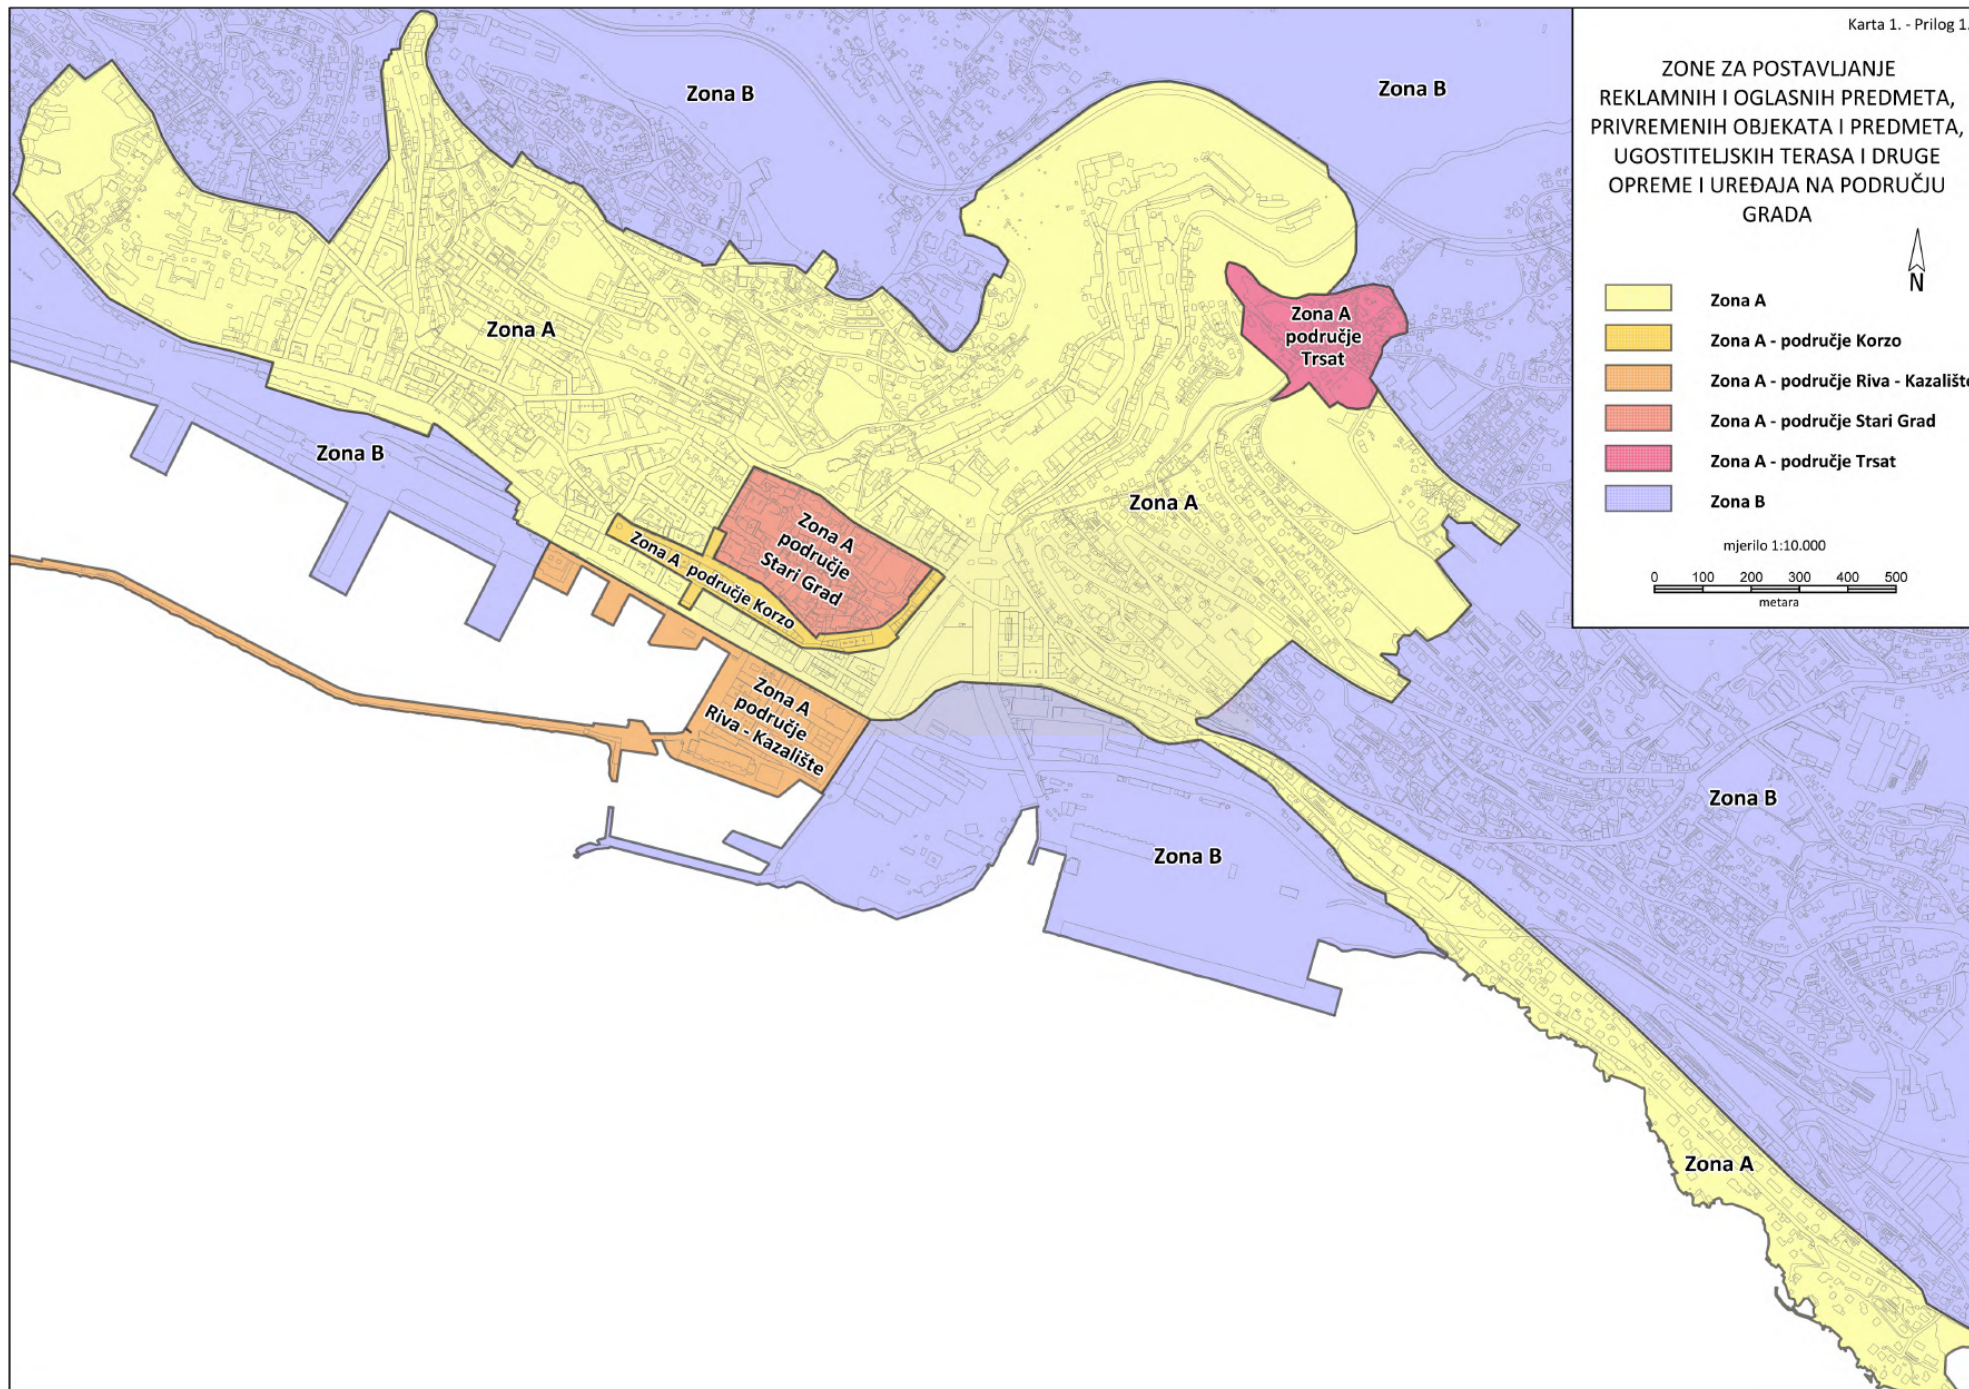 Karta 1. - Prilog 1.
ZONE ZA POSTAVLJANJE
REKLAMNIH I OGLASNIH PREDMETA,
PRIVREMENIH OBJEKATA I PREDMETA,
UGOSTITELJSKIH TERASA I DRUGE
OPREME I UREĐAJA NA PODRUČJU
GRADA
N
Zona A
Zona A - područje Korzo
Zona A - područje Riva - Kazalište
Zona A - područje Stari Grad
Zona A - područje Trsat
Zona B
mjerilo 1:10.000
0 100 200 300 400 500
metara
Zona B
Zona B
Zona A
područje
Trsat
Zona A
Zona B
Zona A
Zona A
područje
Stari Grad
Zona A područje Korzo
Zona A
područje
Riva - Kazalište
Zona B
Zona B
Zona A